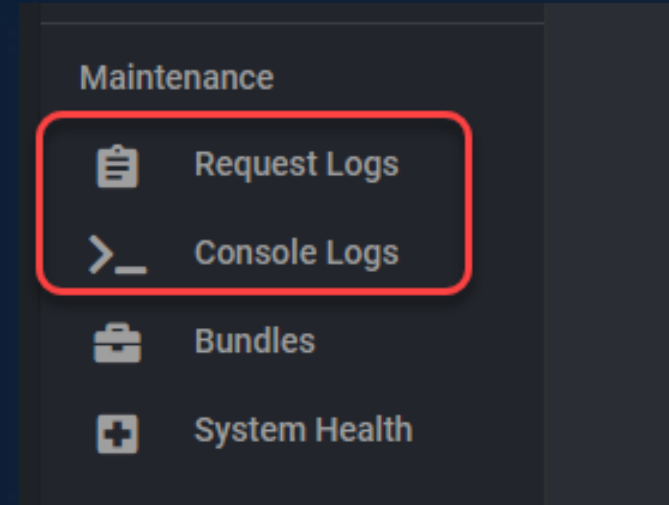 Maintenance
Request Logs
Console Logs
Bundles
System Health